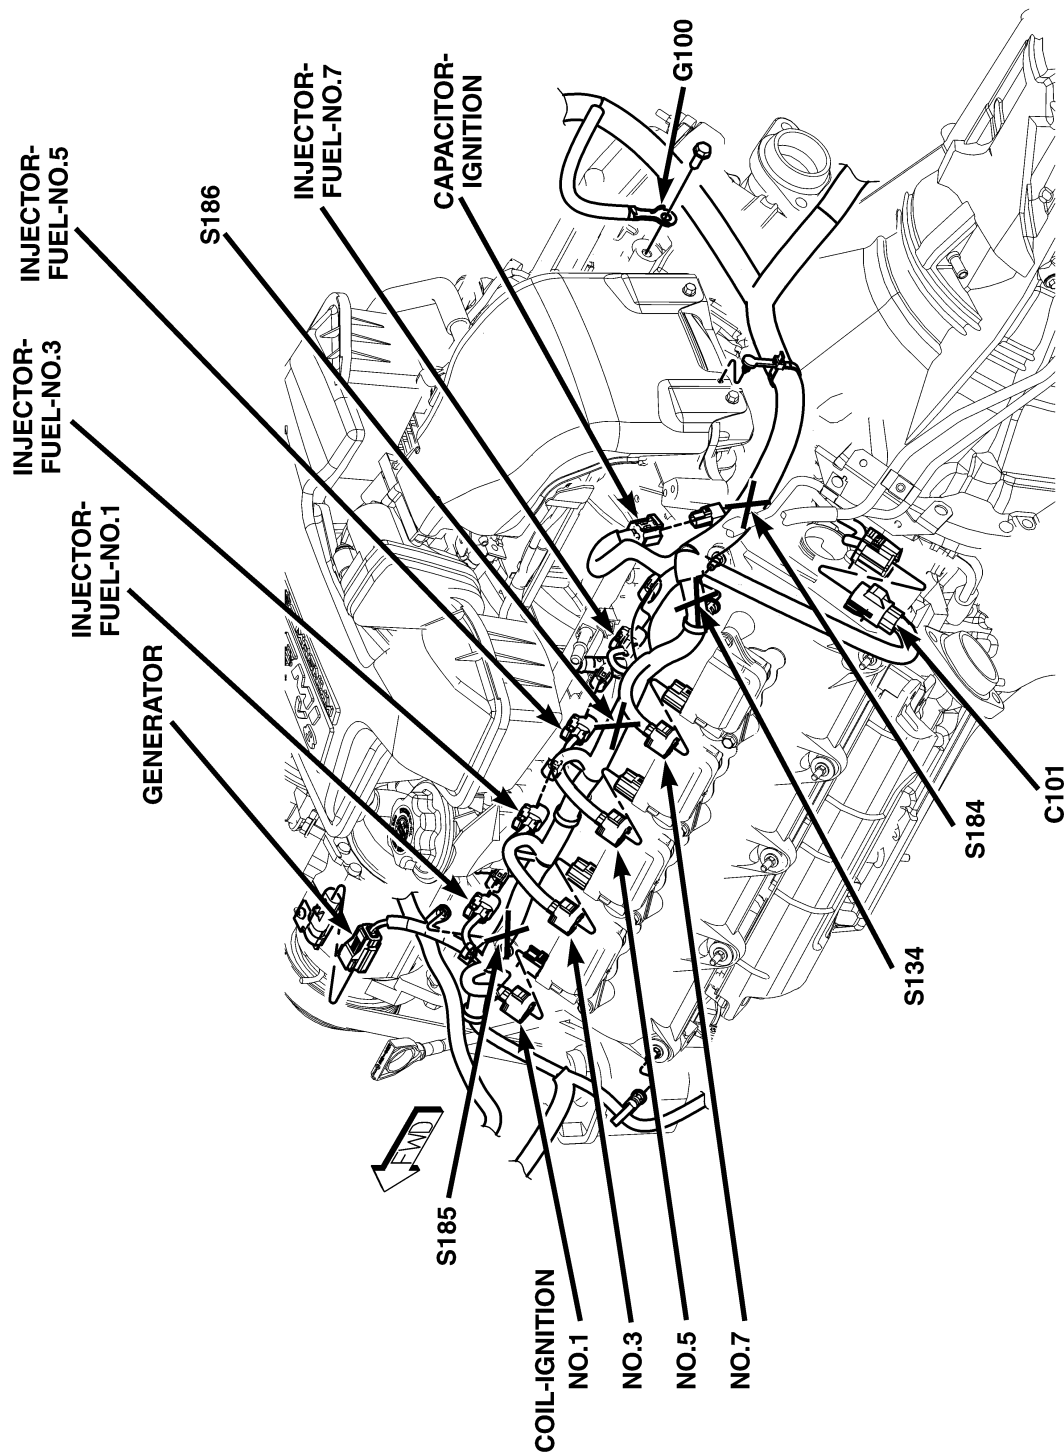 INJECTOR-
FUEL-NO.5
S186
INJECTOR-
FUEL-NO.7
CAPACITOR-
IGNITION
G100
INJECTOR-
FUEL-NO.3
INJECTOR-
FUEL-NO.1
GENERATOR
FWD
S185
COIL-IGNITION
NO.1
NO.3
NO.5
NO.7
S134
S184
C101